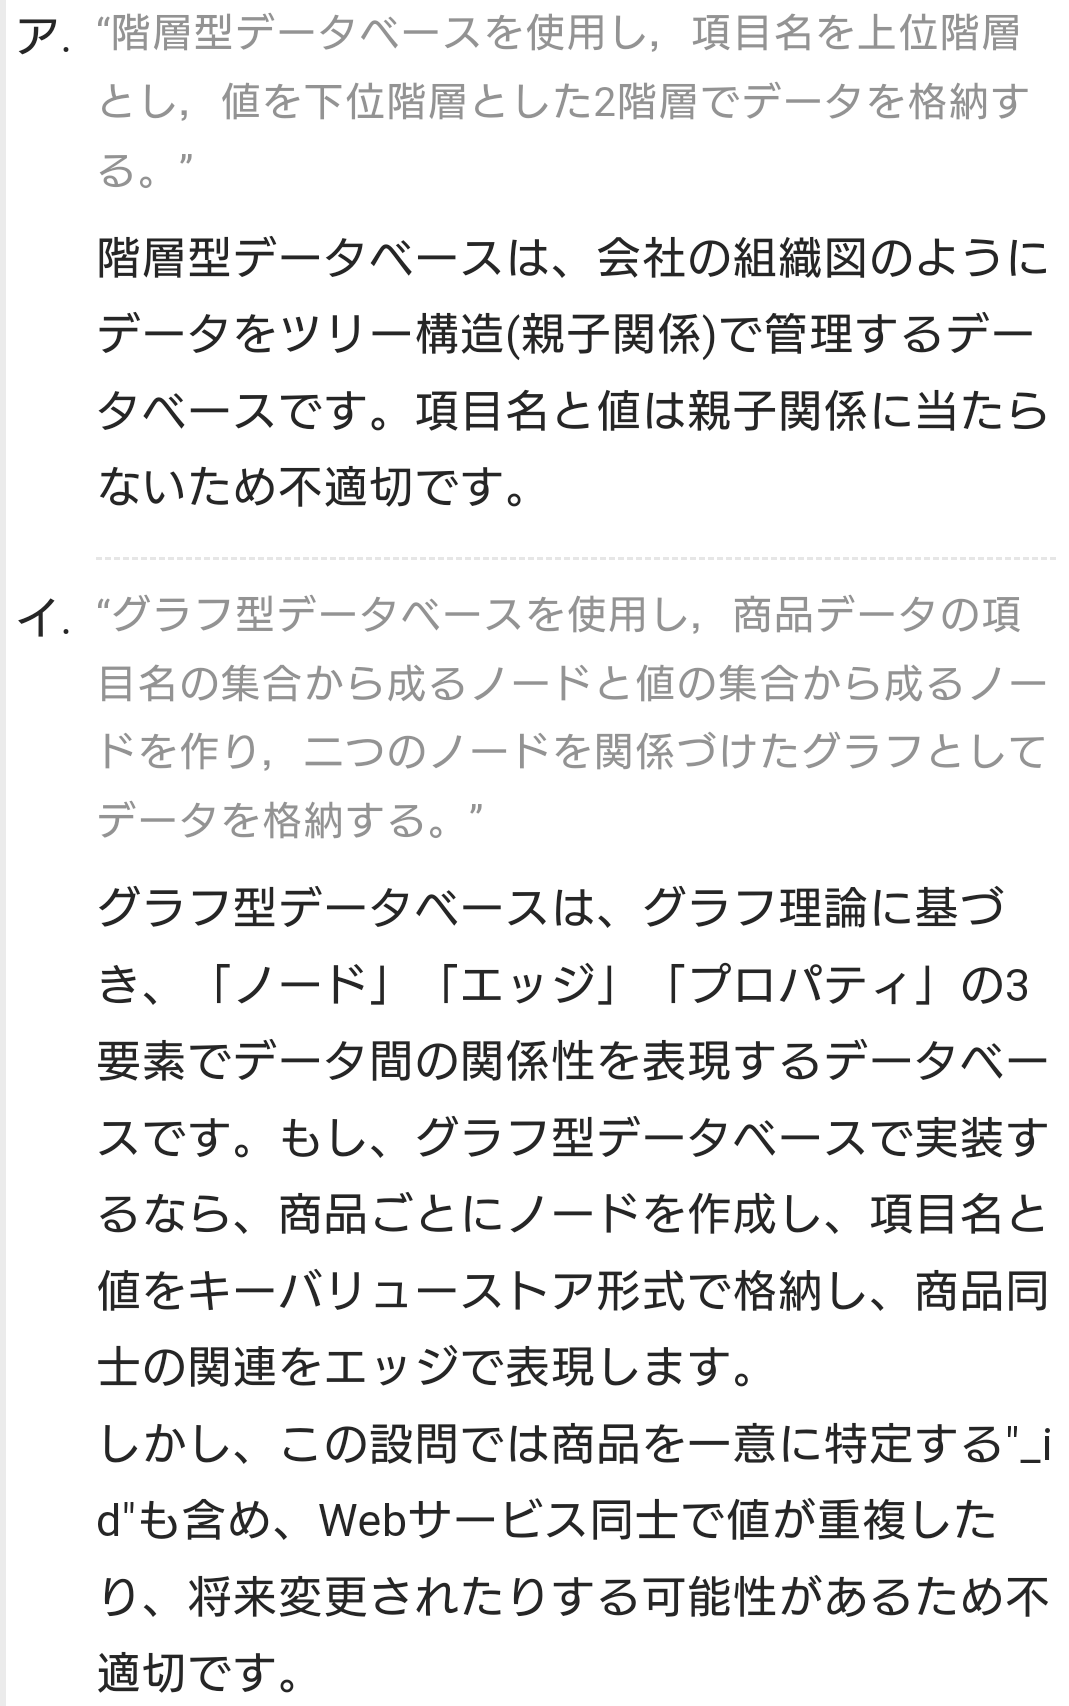 ア. “階層型データベースを使用し，項目名を上位階層
とし，値を下位階層とした2階層でデータを格納す
る。”
階層型データベースは、会社の組織図のように
データをツリー構造(親子関係)で管理するデー
タベースです。項目名と値は親子関係に当たら
ないため不適切です。
イ. “グラフ型データベースを使用し，商品データの項
目名の集合から成るノードと値の集合から成るノー
ドを作り，二つのノードを関係づけたグラフとして
データを格納する。”
グラフ型データベースは、グラフ理論に基づ
き、「ノード」「エッジ」「プロパティ」の3
要素でデータ間の関係性を表現するデータベー
スです。もし、グラフ型データベースで実装す
るなら、商品ごとにノードを作成し、項目名と
値をキーバリューストア形式で格納し、商品同
士の関連をエッジで表現します。
しかし、この設問では商品を一意に特定する"_i
d"も含め、Webサービス同士で値が重複した
り、将来変更されたりする可能性があるため不
適切です。